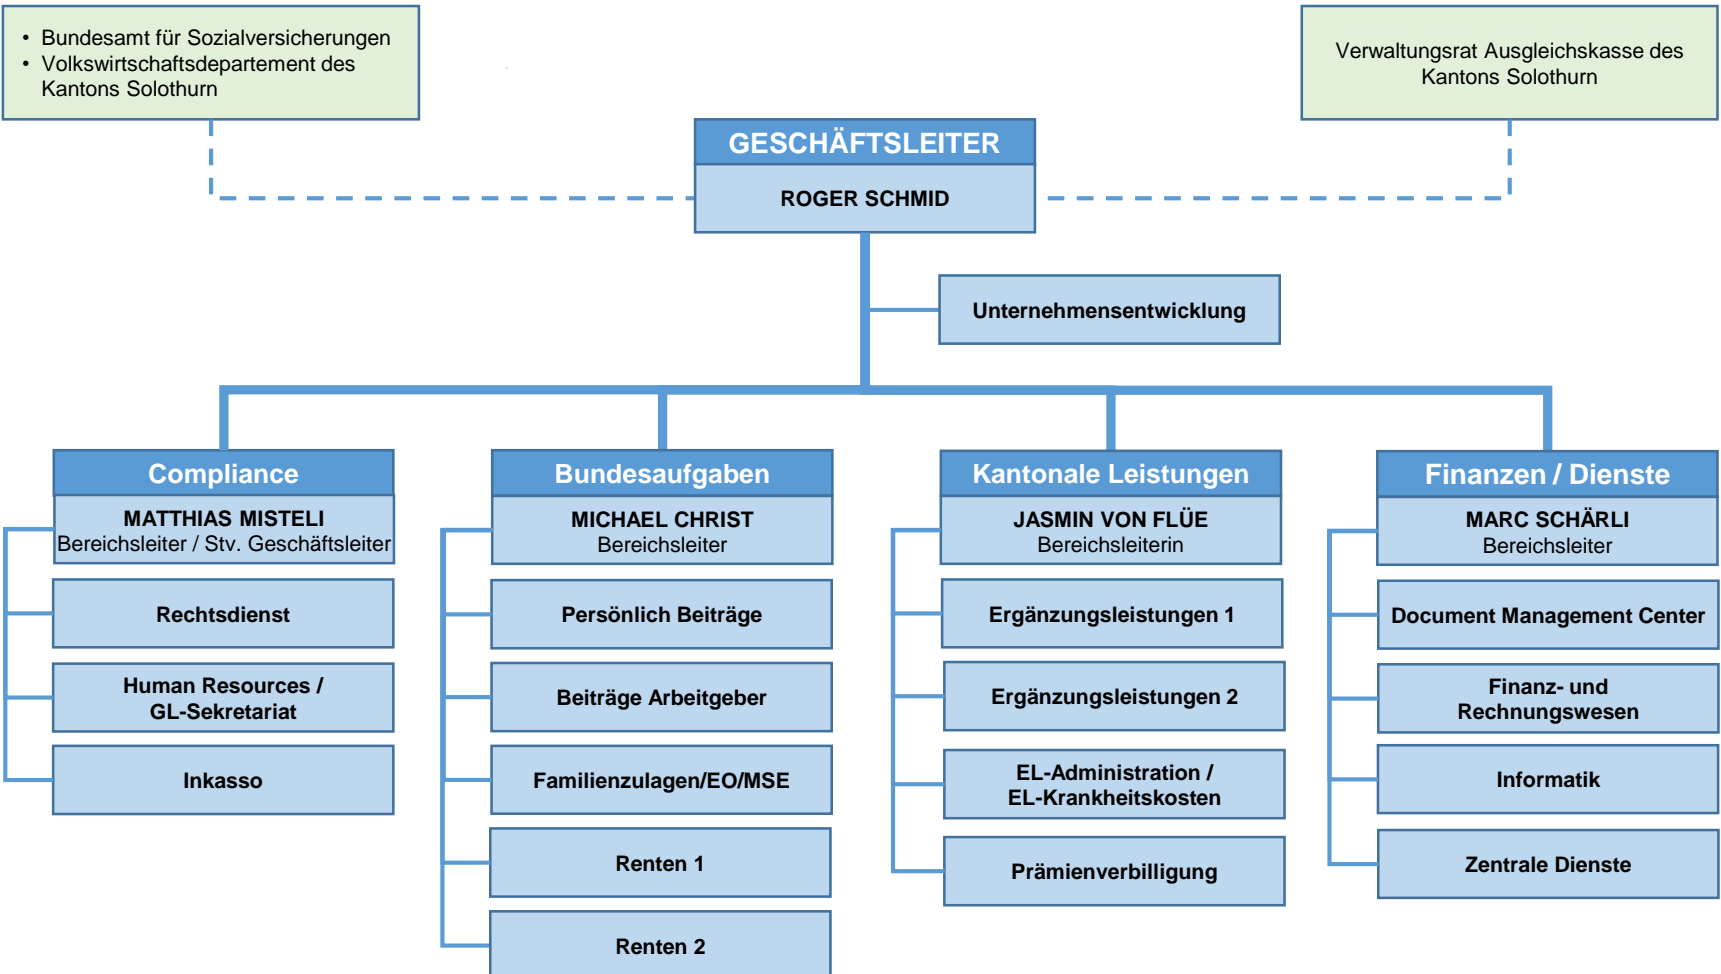 • Bundesamt für Sozialversicherungen
• Volkswirtschaftsdepartement des
Kantons Solothurn
Verwaltungsrat Ausgleichskasse des
Kantons Solothurn
GESCHÄFTSLEITER
ROGER SCHMID
Unternehmensentwicklung
Compliance
MATTHIAS MISTELI
Bereichsleiter / Stv. Geschäftsleiter
Rechtsdienst
Human Resources /
GL-Sekretariat
Inkasso
Bundesaufgaben
MICHAEL CHRIST
Bereichsleiter
Persönlich Beiträge
Beiträge Arbeitgeber
Familienzulagen/EO/MSE
Renten 1
Renten 2
Kantonale Leistungen
JASMIN VON FLÜE
Bereichsleiterin
Ergänzungsleistungen 1
Ergänzungsleistungen 2
EL-Administration /
EL-Krankheitskosten
Prämienverbilligung
Finanzen / Dienste
MARC SCHÄRLI
Bereichsleiter
Document Management Center
Finanz- und
Rechnungswesen
Informatik
Zentrale Dienste